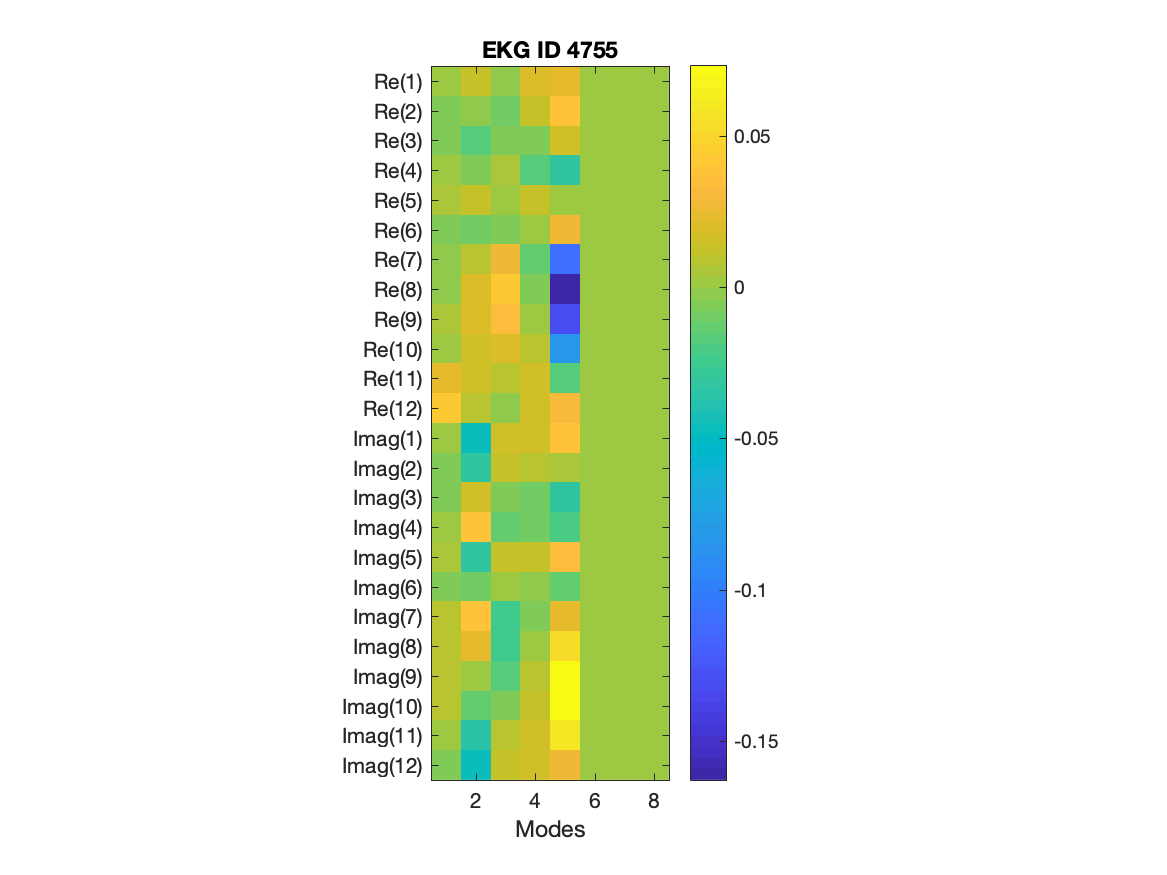 EKG ID 4755
Re(1)
Re(2)
Re(3)
Re(4)
Re(5)
Re(6)
Re(7)
Re(8)
Re(9)
Re(10)
Re(11)
Re(12)
Imag(1)
Imag(2)
Imag(3)
Imag(4)
Imag(5)
Imag(6)
Imag(7)
Imag(8)
Imag(9)
Imag(10)
Imag(11)
Imag(12)
2 4 6 8
Modes
0.05
0
-0.05
-0.1
-0.15